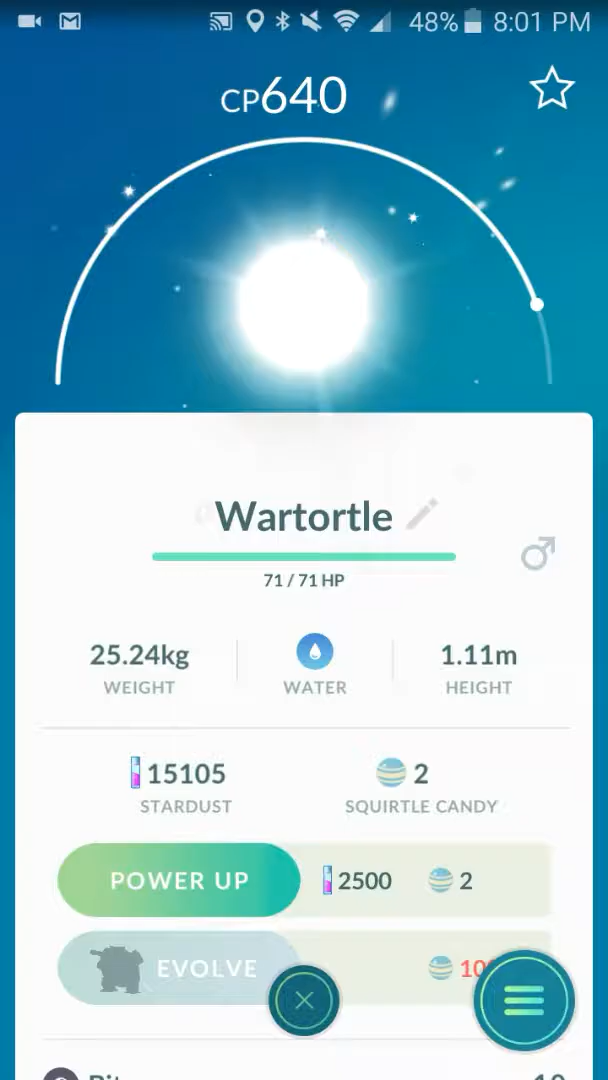 48% 8:01 PM
CP640
Wartortle
71 / 71 HP
25.24kg WATER 1.11m
WEIGHT HEIGHT
15105 2
STARDUST SQUIRTLE CANDY
POWER UP 2500 2
EVOLVE